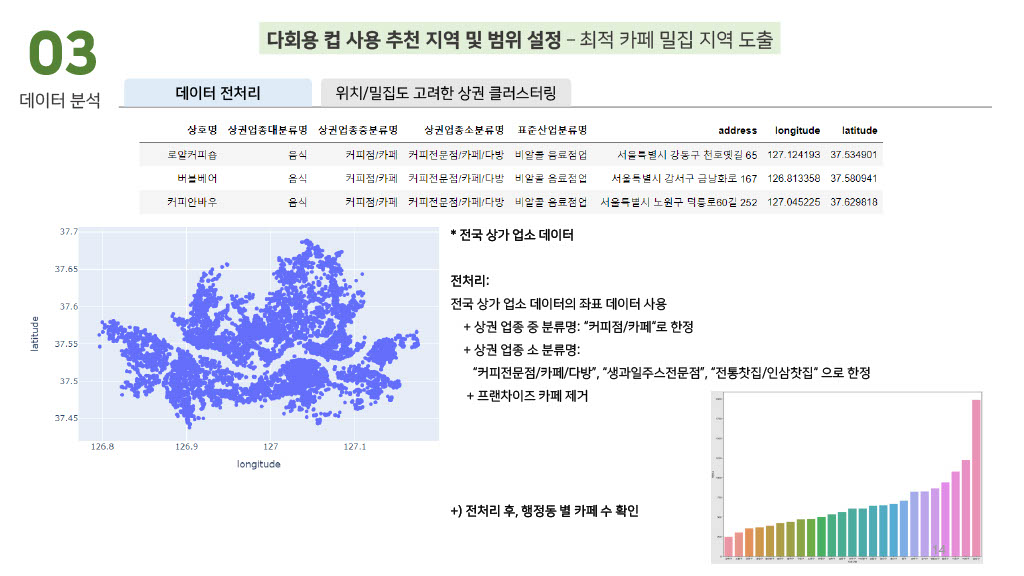 03
데이터 분석
다회용 컵 사용 추천 지역 및 범위 설정 – 최적 카페 밀집 지역 도출
데이터 전처리
위치/밀집도 고려한 상권 클러스터링
상호명 상권업종대분류명 상권업종중분류명 상권업종소분류명 표준산업분류명 address longitude latitude
로얄커피숍 음식 커피점/카페 커피전문점/카페/다방 비알콜 음료점업 서울특별시 강동구 천호옛길 65 127.124193 37.534901
버블베어 음식 커피점/카페 커피전문점/카페/다방 비알콜 음료점업 서울특별시 강서구 금낭화로 167 126.813358 37.580941
커피안바우 음식 커피점/카페 커피전문점/카페/다방 비알콜 음료점업 서울특별시 노원구 덕릉로60길 252 127.045225 37.629818
37.7
37.65
37.6
37.55
37.5
37.45
latitude
126.8 126.9 127 127.1
longitude
* 전국 상가 업소 데이터
전처리:
전국 상가 업소 데이터의 좌표 데이터 사용
+ 상권 업종 중 분류명: “커피점/카페“로 한정
+ 상권 업종 소 분류명:
“커피전문점/카페/다방”, “생과일주스전문점”, “전통찻집/인삼찻집“ 으로 한정
+ 프랜차이즈 카페 제거
+) 전처리 후, 행정동 별 카페 수 확인
14